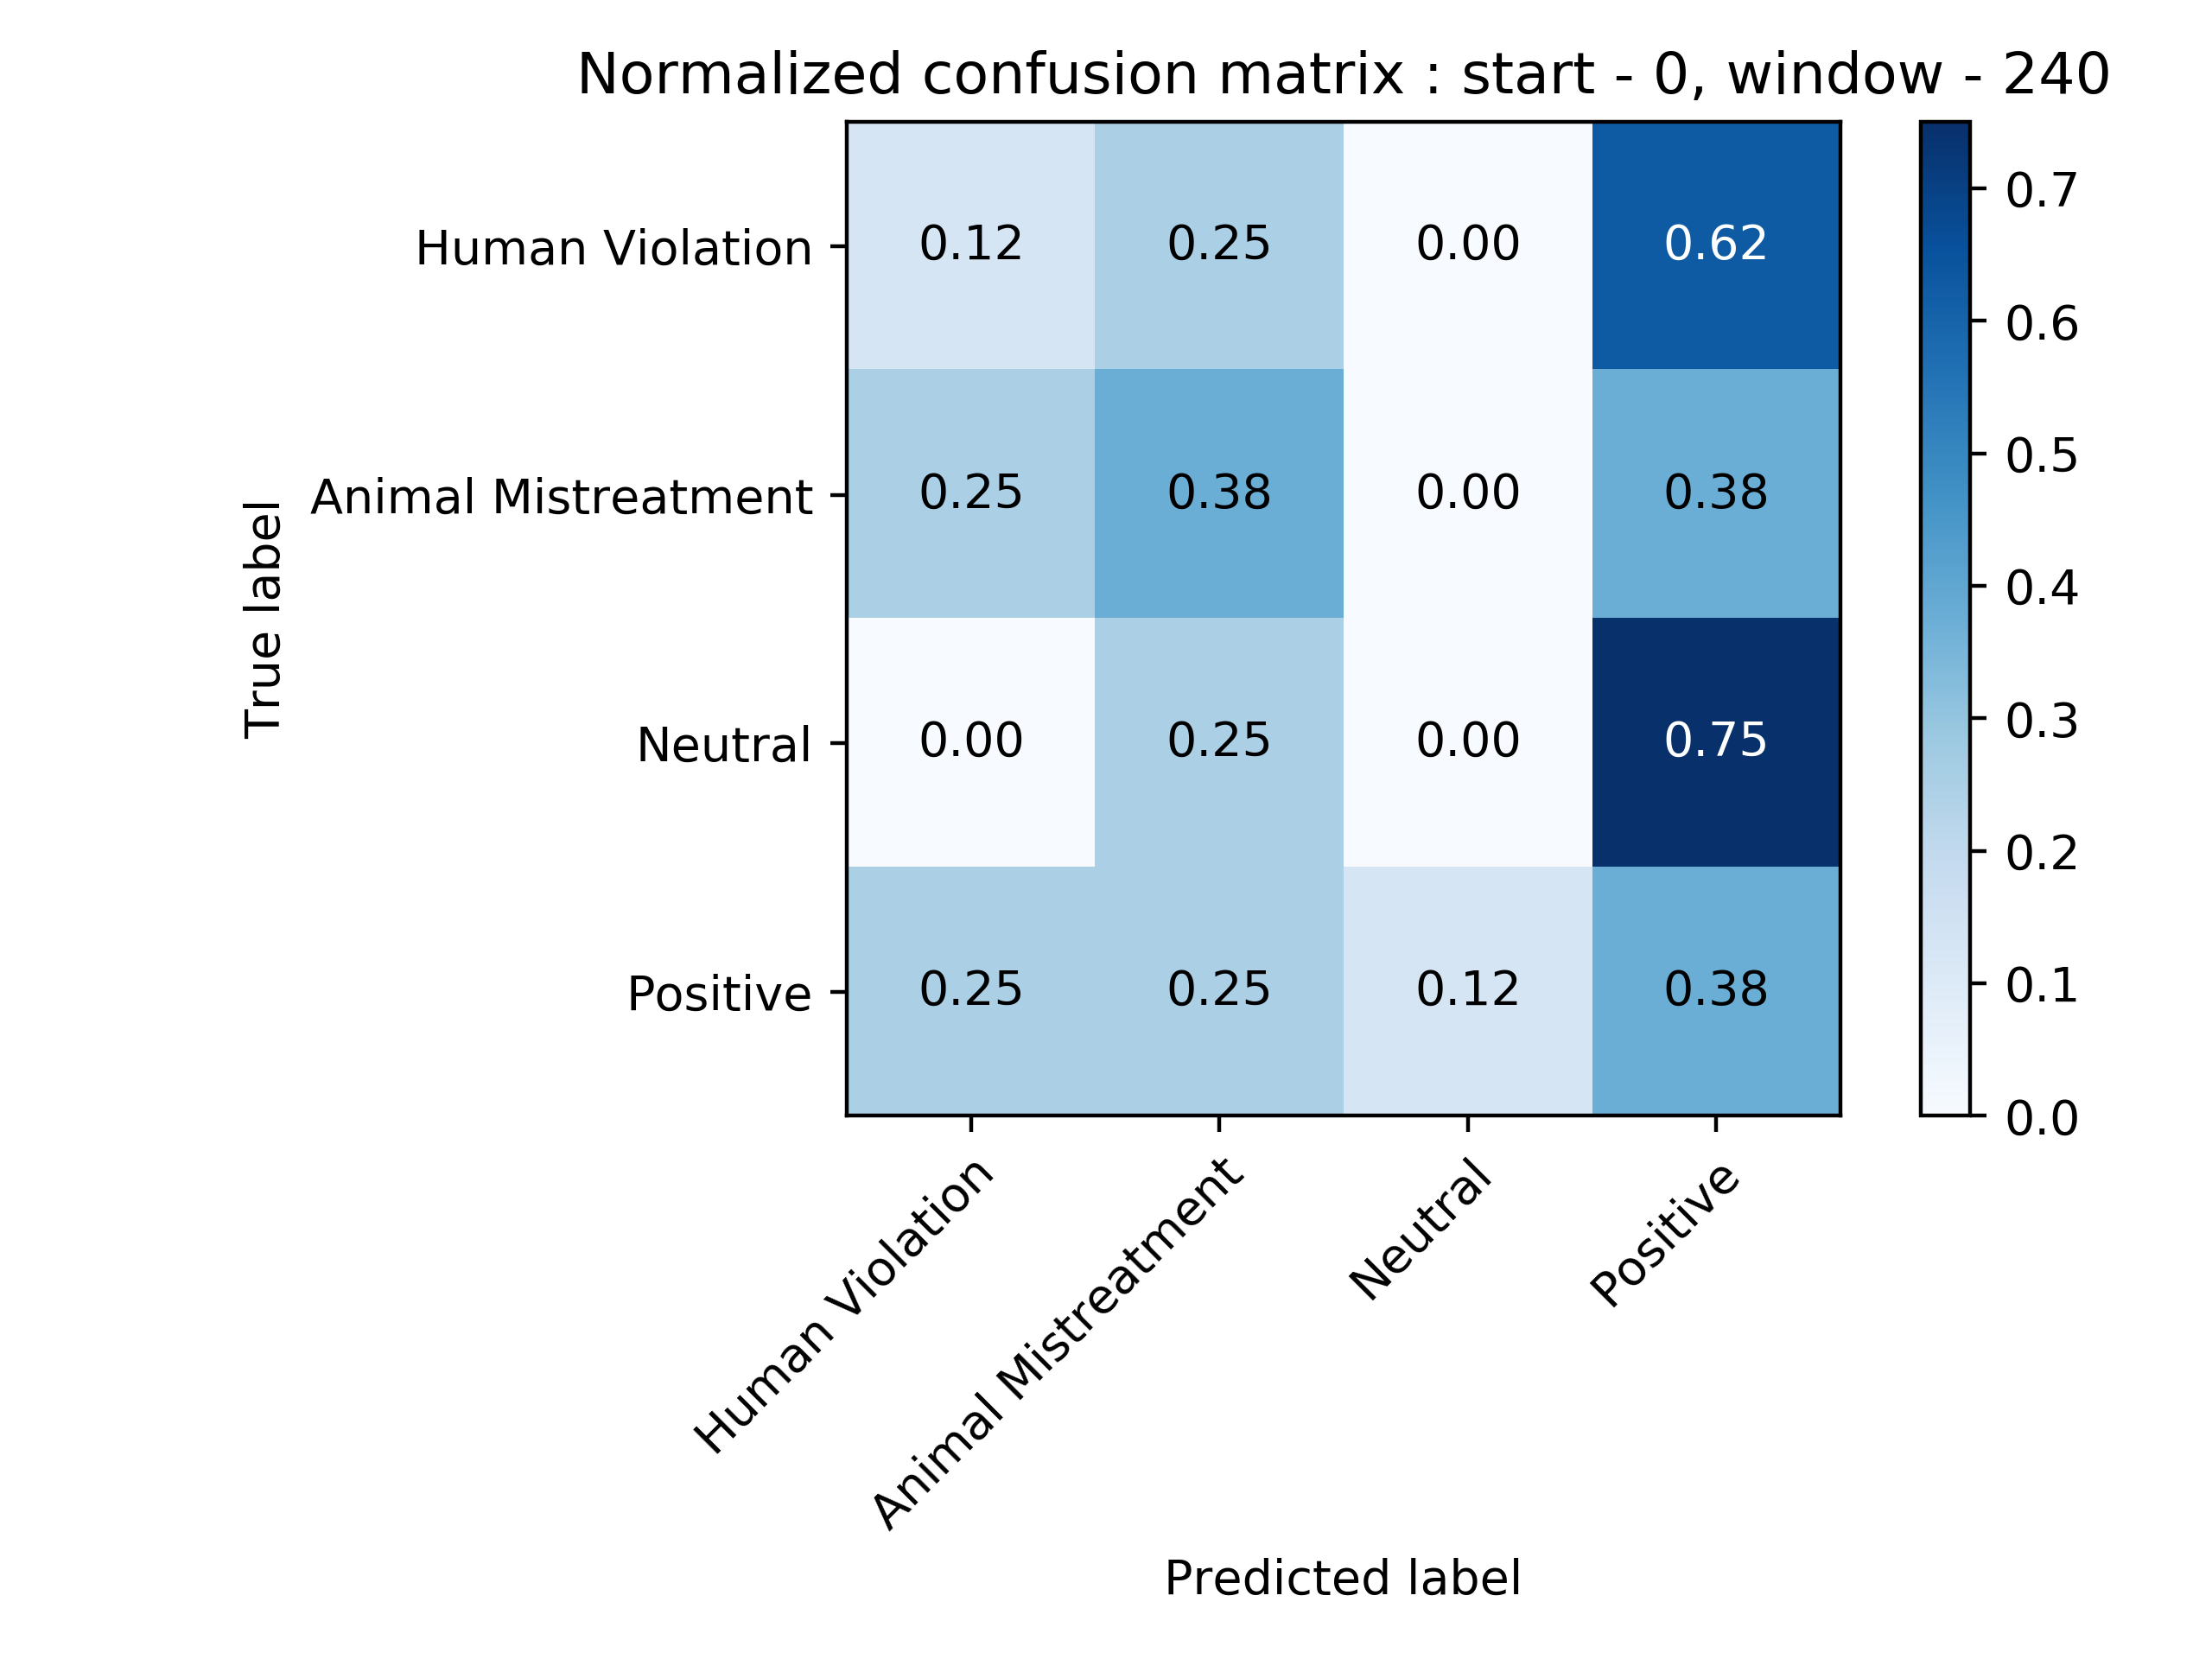 Normalized confusion matrix : start - 0, window - 240
True label
Human Violation
0.12 0.25 0.00 0.62
Animal Mistreatment
0.25 0.38 0.00 0.38
Neutral
0.00 0.25 0.00 0.75
Positive
0.25 0.25 0.12 0.38
Human Violation
Animal Mistreatment
Neutral
Positive
Predicted label
0.7
0.6
0.5
0.4
0.3
0.2
0.1
0.0